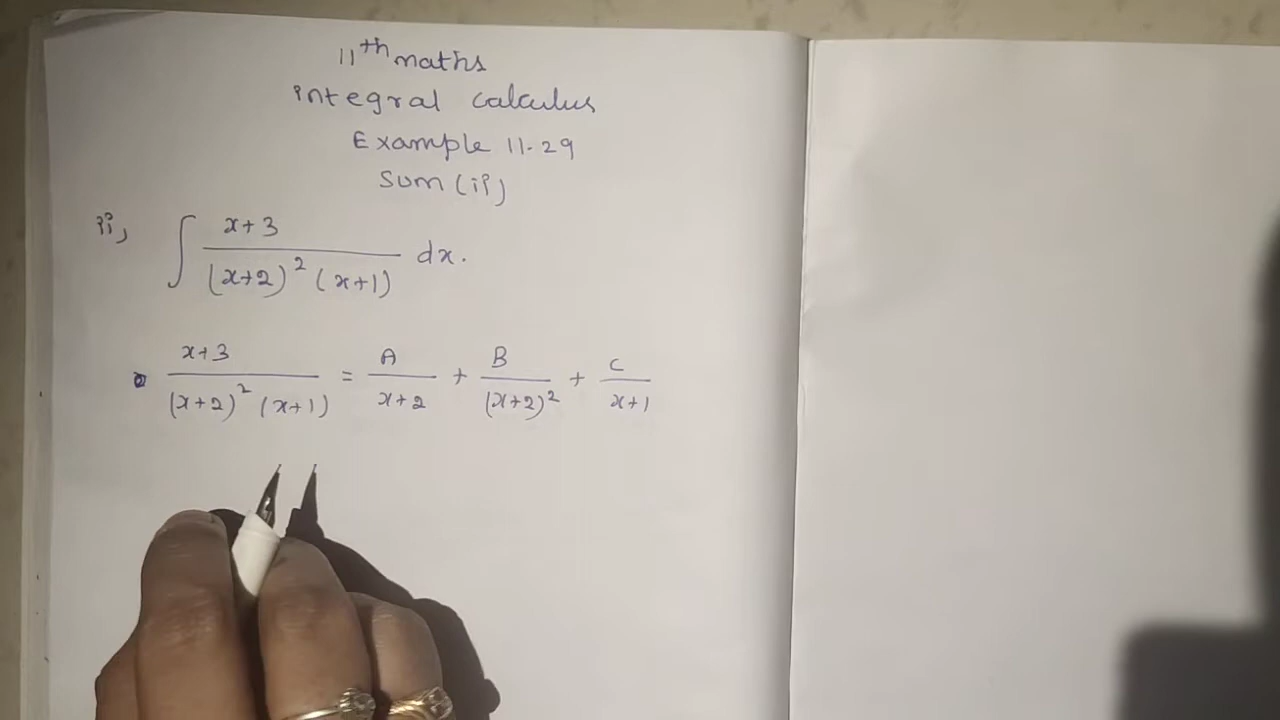 11th maths
integral calculus
Example 11.29
Sum (ii)
ii, ∫ x+3 / (x+2)² (x+1) dx.
x+3 / (x+2)² (x+1) = A / x+2 + B / (x+2)² + C / x+1